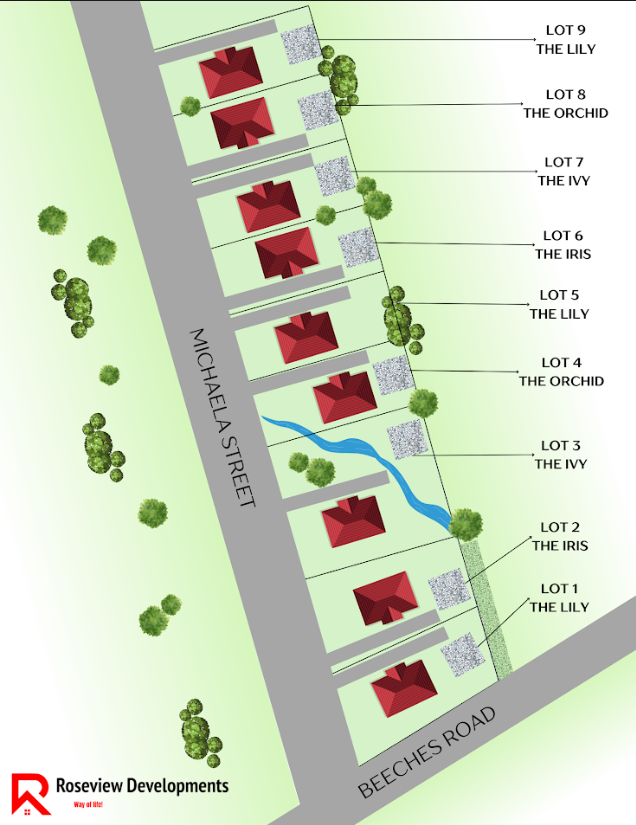 LOT 9
THE LILY
LOT 8
THE ORCHID
LOT 7
THE IVY
LOT 6
THE IRIS
LOT 5
THE LILY
LOT 4
THE ORCHID
LOT 3
THE IVY
LOT 2
THE IRIS
LOT 1
THE LILY
MICHAELA STREET
BEECHES ROAD
Roseview Developments
Way of life!